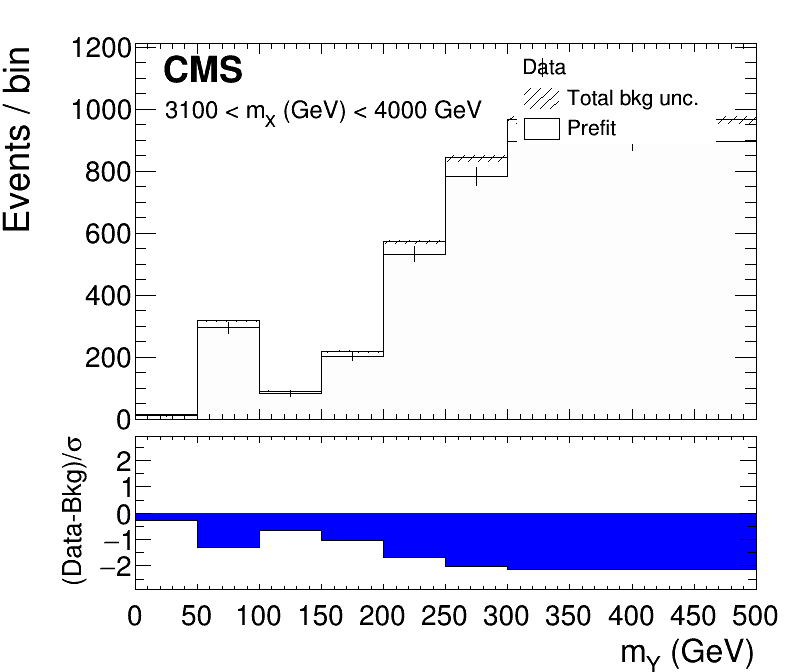 1200
1000
800
600
400
200
0
Events / bin
CMS
3100 < m_X (GeV) < 4000 GeV
Data
Total bkg unc.
Prefit
2
1
0
−1
−2
(Data-Bkg)/σ
0 50 100 150 200 250 300 350 400 450 500
m_Y (GeV)